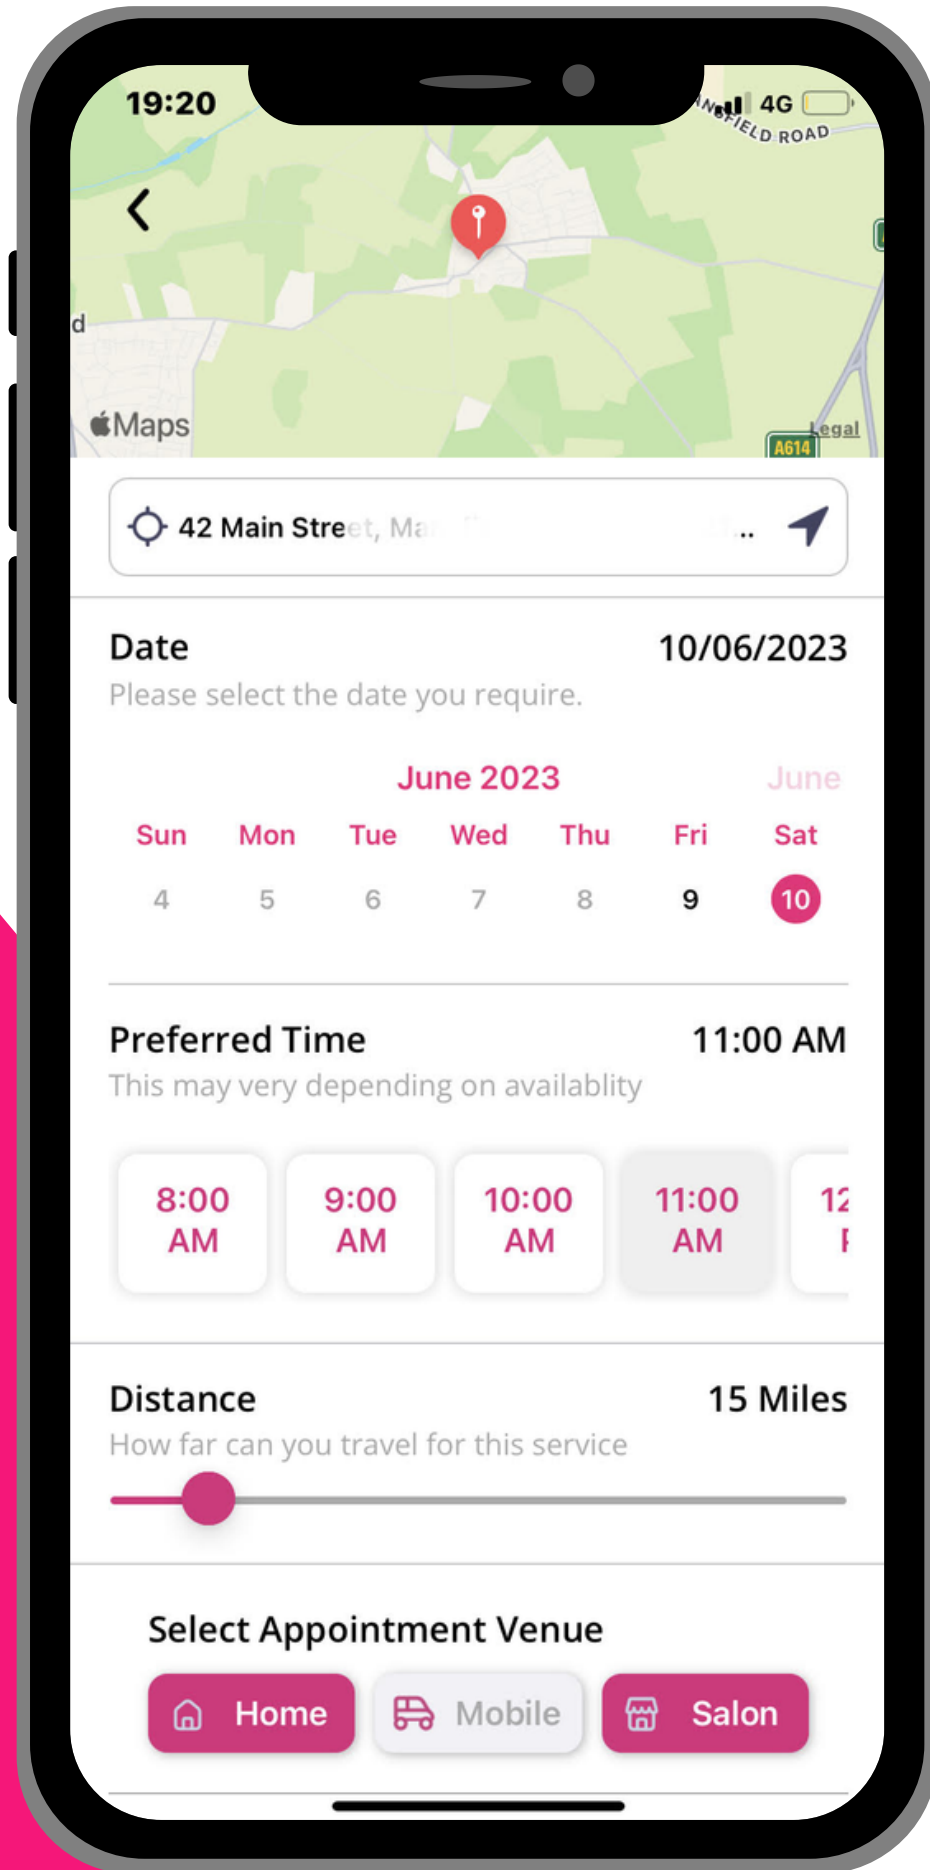 19:20
4G
FIELD ROAD
d
Maps
Legal
A614
42 Main Street, Ma ...
Date 10/06/2023
Please select the date you require.
June 2023 June
Sun Mon Tue Wed Thu Fri Sat
4 5 6 7 8 9 10
Preferred Time 11:00 AM
This may very depending on availablity
8:00 9:00 10:00 11:00 12
AM AM AM AM
Distance 15 Miles
How far can you travel for this service
Select Appointment Venue
Home Mobile Salon